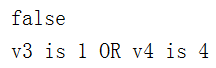 false
v3 is 1 OR v4 is 4